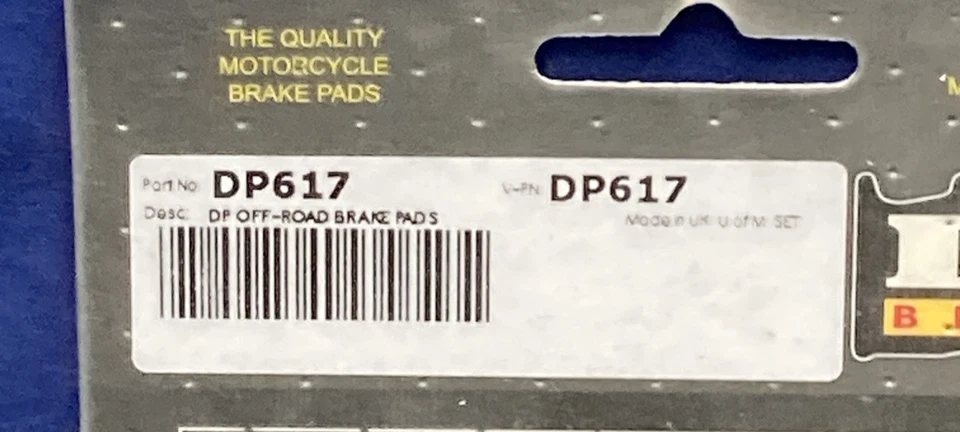 THE QUALITY
MOTORCYCLE
BRAKE PADS
Part No: DP617
V-PN: DP617
Desc: DP OFF-ROAD BRAKE PADS
Made in UK U of M: SET
B